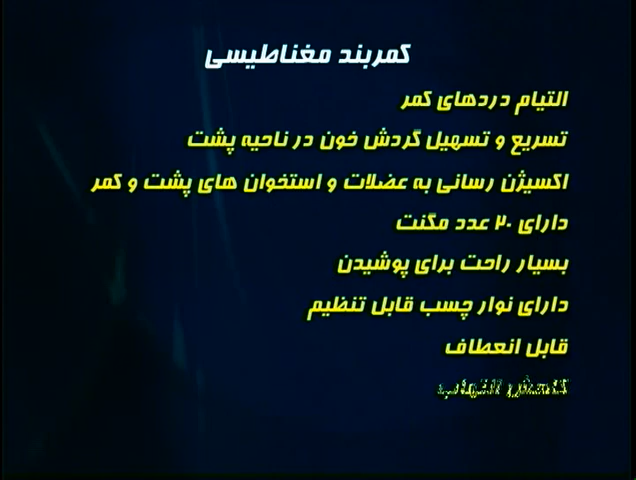 کمربند مغناطیسی
التیام دردهای کمر
تسریع و تسهیل گردش خون در ناحیه پشت
اکسیژن رسانی به عضلات و استخوان های پشت و کمر
دارای ۲۰ عدد مگنت
بسیار راحت برای پوشیدن
دارای نوار چسب قابل تنظیم
قابل انعطاف